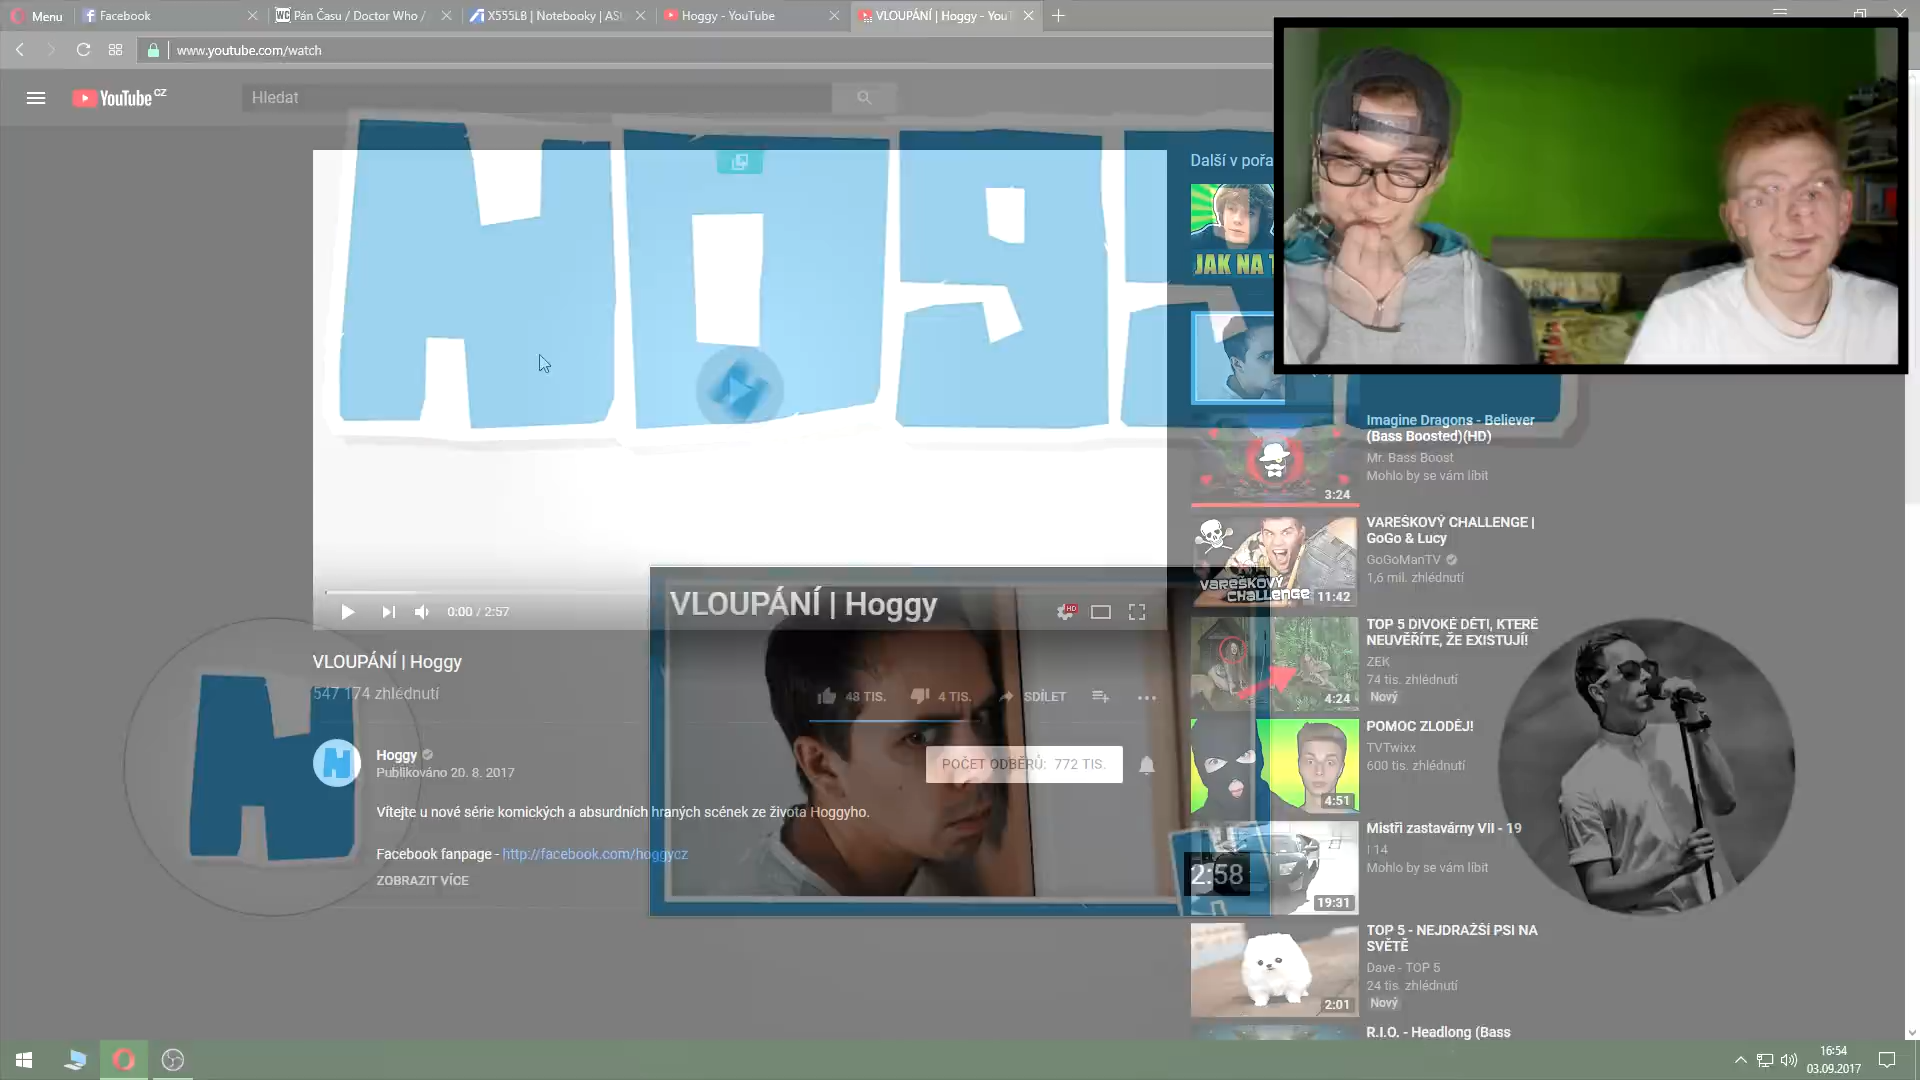 Menu
Facebook
Pán Času / Doctor Who /
X555LB | Notebooky | ASU
Hoggy - YouTube
VLOUPÁNÍ | Hoggy - YouT
www.youtube.com/watch
YouTube CZ
Hledat
Další v pořa
JAK NA T
Imagine Dragons - Believer
(Bass Boosted)(HD)
Mr. Bass Boost
Mohlo by se vám líbit
3:24
VAREŠKOVÝ CHALLENGE |
GoGo & Lucy
GoGoManTV
1,6 mil. zhlédnutí
VAREŠKOVÝ
CHALLENGE
11:42
0:00 / 2:57
HD
VLOUPÁNÍ | Hoggy
TOP 5 DIVOKÉ DĚTI, KTERÉ
NEUVĚŘÍTE, ŽE EXISTUJÍ!
ZEK
74 tis. zhlédnutí
Nový
4:24
VLOUPÁNÍ | Hoggy
547 174 zhlédnutí
48 TIS.
4 TIS.
SDÍLET
POMOC ZLODĚJ!
TVTwixx
600 tis. zhlédnutí
4:51
Hoggy
Publikováno 20. 8. 2017
POČET ODBĚRŮ: 772 TIS.
Vítejte u nové série komických a absurdních hraných scének ze života Hoggyho.
Facebook fanpage - http://facebook.com/hoggycz
ZOBRAZIT VÍCE
2:58
Mistři zastavárny VII - 19
I 14
Mohlo by se vám líbit
19:31
TOP 5 - NEJDRAŽŠÍ PSI NA
SVĚTĚ
Dave - TOP 5
24 tis. zhlédnutí
Nový
2:01
R.I.O. - Headlong (Bass
16:54
03.09.2017